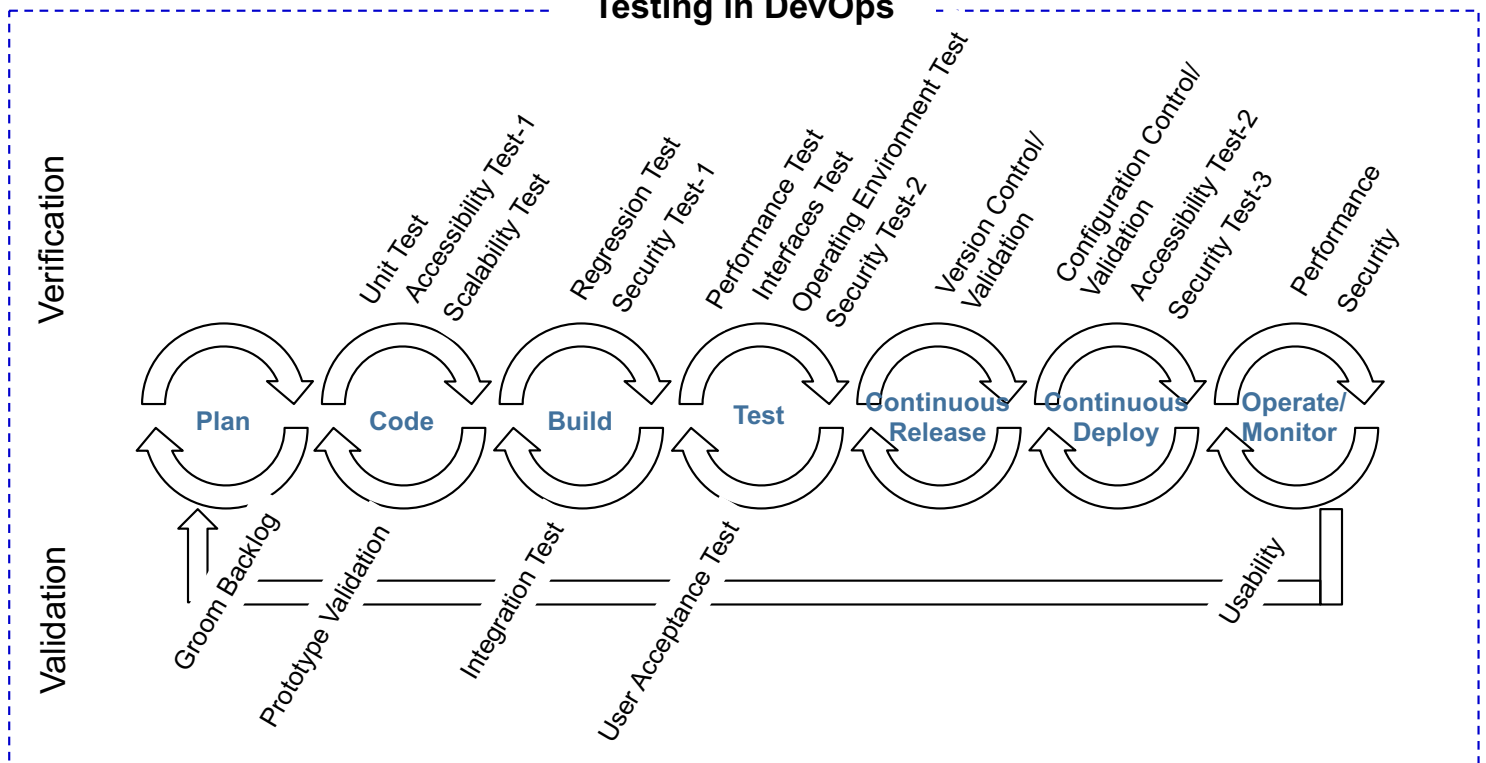 Testing in DevOps
Verification
Unit Test
Accessibility Test-1
Scalability Test
Regression Test
Security Test-1
Performance Test
Interfaces Test
Operating Environment Test
Security Test-2
Version Control/
Validation
Configuration Control/
Validation
Accessibility Test-2
Security Test-3
Performance
Security
Plan
Code
Build
Test
Continuous
Release
Continuous
Deploy
Operate/
Monitor
Validation
Groom Backlog
Prototype Validation
Integration Test
User Acceptance Test
Usability